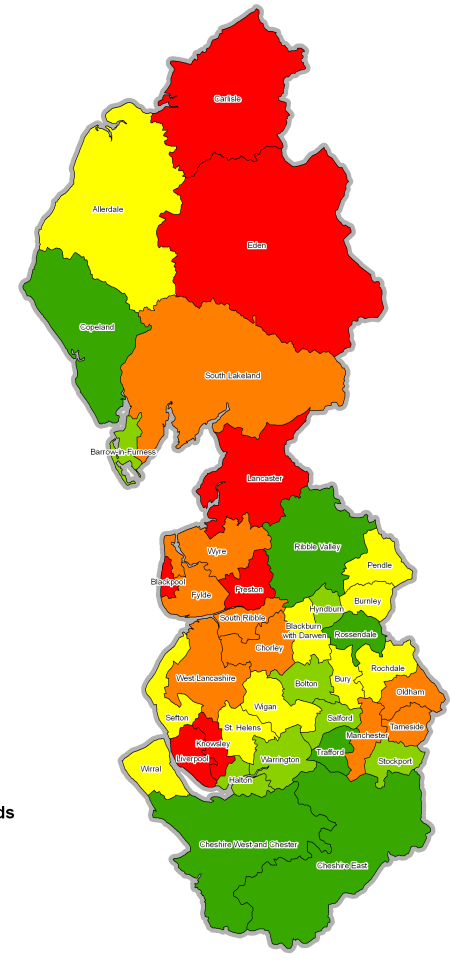 Carlisle
Allerdale
Eden
Copeland
South Lakeland
Barrow-in-Furness
Lancaster
Wyre
Ribble Valley
Pendle
Blackpool
Fylde
Preston
Burnley
Hyndburn
South Ribble
Blackburn
with Darwen
Rossendale
Chorley
Rochdale
West Lancashire
Bolton
Bury
Oldham
Wigan
Sefton
Salford
St. Helens
Tameside
Manchester
Knowsley
Trafford
Liverpool
Warrington
Stockport
Wirral
Halton
ds
Cheshire West and Chester
Cheshire East